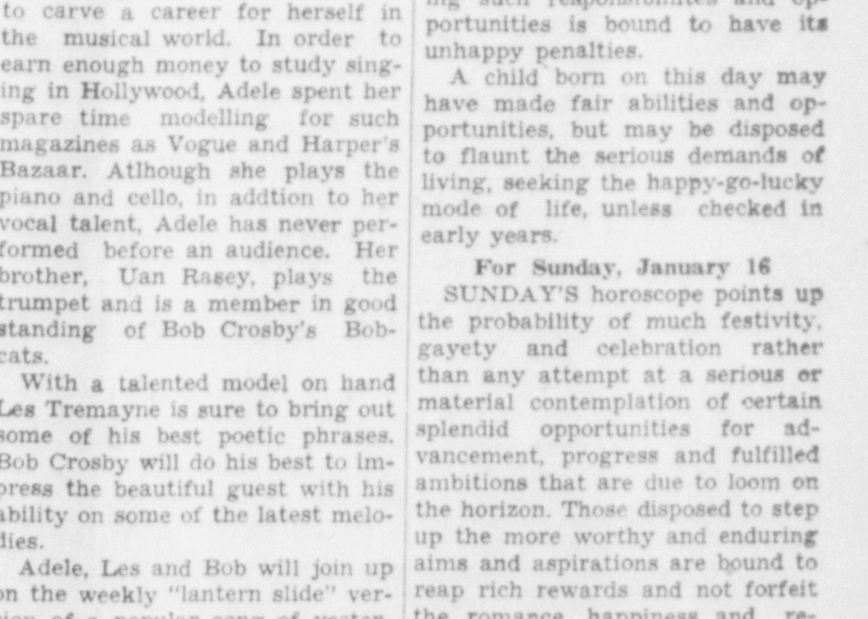 to carve a career for herself in
the musical world. In order to
earn enough money to study sing-
ing in Hollywood, Adele spent her
spare time modelling for such
magazines as Vogue and Harper's
Bazaar. Atlhough she plays the
piano and cello, in addtion to her
vocal talent, Adele has never per-
formed before an audience. Her
brother, Uan Rasey, plays the
trumpet and is a member in good
standing of Bob Crosby's Bob-
cats.
With a talented model on hand
Les Tremayne is sure to bring out
some of his best poetic phrases.
Bob Crosby will do his best to im-
press the beautiful guest with his
ability on some of the latest melo-
dies.
Adele, Les and Bob will join up
on the weekly "lantern slide" ver-
portunities is bound to have its
unhappy penalties.
A child born on this day may
have made fair abilities and op-
portunities, but may be disposed
to flaunt the serious demands of
living, seeking the happy-go-lucky
mode of life, unless checked in
early years.
For Sunday, January 16
SUNDAY'S horoscope points up
the probability of much festivity,
gayety and celebration rather
than any attempt at a serious or
material contemplation of certain
splendid opportunities for ad-
vancement, progress and fulfilled
ambitions that are due to loom on
the horizon. Those disposed to step
up the more worthy and enduring
aims and aspirations are bound to
reap rich rewards and not forfeit
the romance, happiness and re-